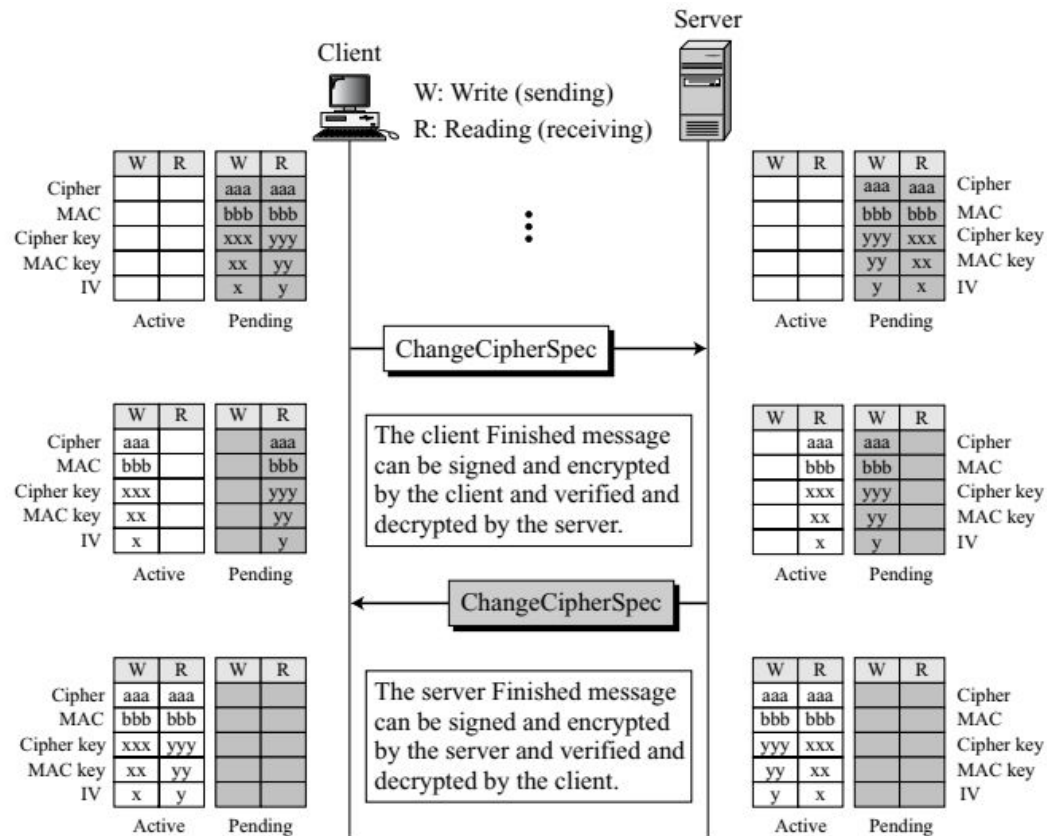 Server
Client
W: Write (sending)
R: Reading (receiving)
W R W R
Cipher aaa aaa
MAC bbb bbb
Cipher key xxx yyy
MAC key xx yy
IV x y
Active Pending
W R W R
aaa aaa Cipher
bbb bbb MAC
yyy xxx Cipher key
yy xx MAC key
y x IV
Active Pending
ChangeCipherSpec
W R W R
Cipher aaa aaa
MAC bbb bbb
Cipher key xxx yyy
MAC key xx yy
IV x y
Active Pending
The client Finished message
can be signed and encrypted
by the client and verified and
decrypted by the server.
W R W R
aaa aaa Cipher
bbb bbb MAC
xxx yyy Cipher key
xx yy MAC key
x y IV
Active Pending
ChangeCipherSpec
W R W R
Cipher aaa aaa
MAC bbb bbb
Cipher key xxx yyy
MAC key xx yy
IV x y
Active Pending
The server Finished message
can be signed and encrypted
by the server and verified and
decrypted by the client.
W R W R
aaa aaa Cipher
bbb bbb MAC
yyy xxx Cipher key
yy xx MAC key
y x IV
Active Pending